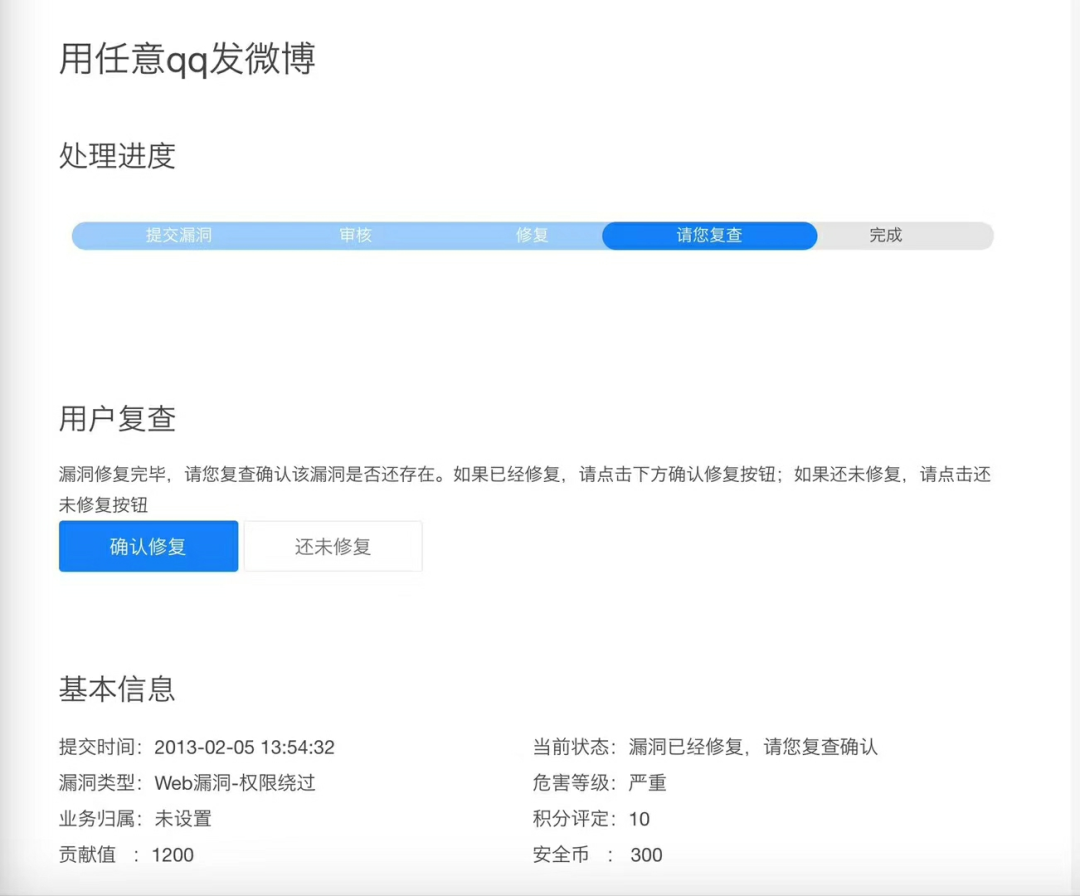 用任意qq发微博
处理进度
提交漏洞 审核 修复 请您复查 完成
用户复查
漏洞修复完毕，请您复查确认该漏洞是否还存在。如果已经修复，请点击下方确认修复按钮；如果还未修复，请点击还
未修复按钮
确认修复 还未修复
基本信息
提交时间：2013-02-05 13:54:32 当前状态：漏洞已经修复，请您复查确认
漏洞类型：Web漏洞-权限绕过 危害等级：严重
业务归属：未设置 积分评定：10
贡献值 ：1200 安全币 ：300